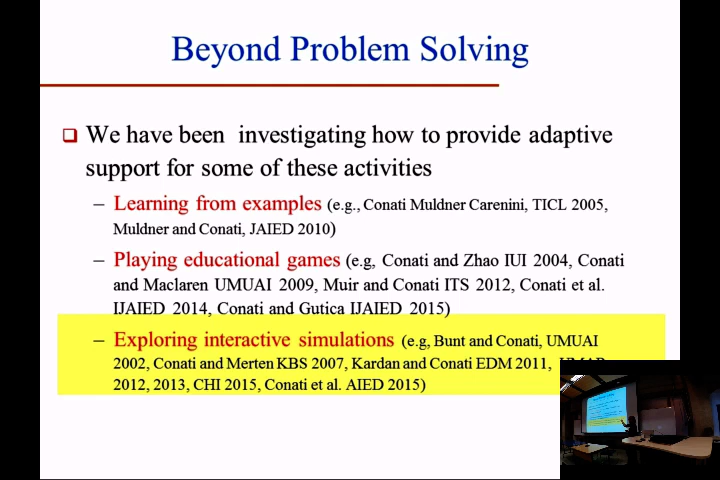 Beyond Problem Solving
We have been investigating how to provide adaptive
support for some of these activities
– Learning from examples (e.g., Conati Muldner Carenini, TICL 2005,
Muldner and Conati, JAIED 2010)
– Playing educational games (e.g, Conati and Zhao IUI 2004, Conati
and Maclaren UMUAI 2009, Muir and Conati ITS 2012, Conati et al.
IJAIED 2014, Conati and Gutica IJAIED 2015)
– Exploring interactive simulations (e.g, Bunt and Conati, UMUAI
2002, Conati and Merten KBS 2007, Kardan and Conati EDM 2011,
2012, 2013, CHI 2015, Conati et al. AIED 2015)